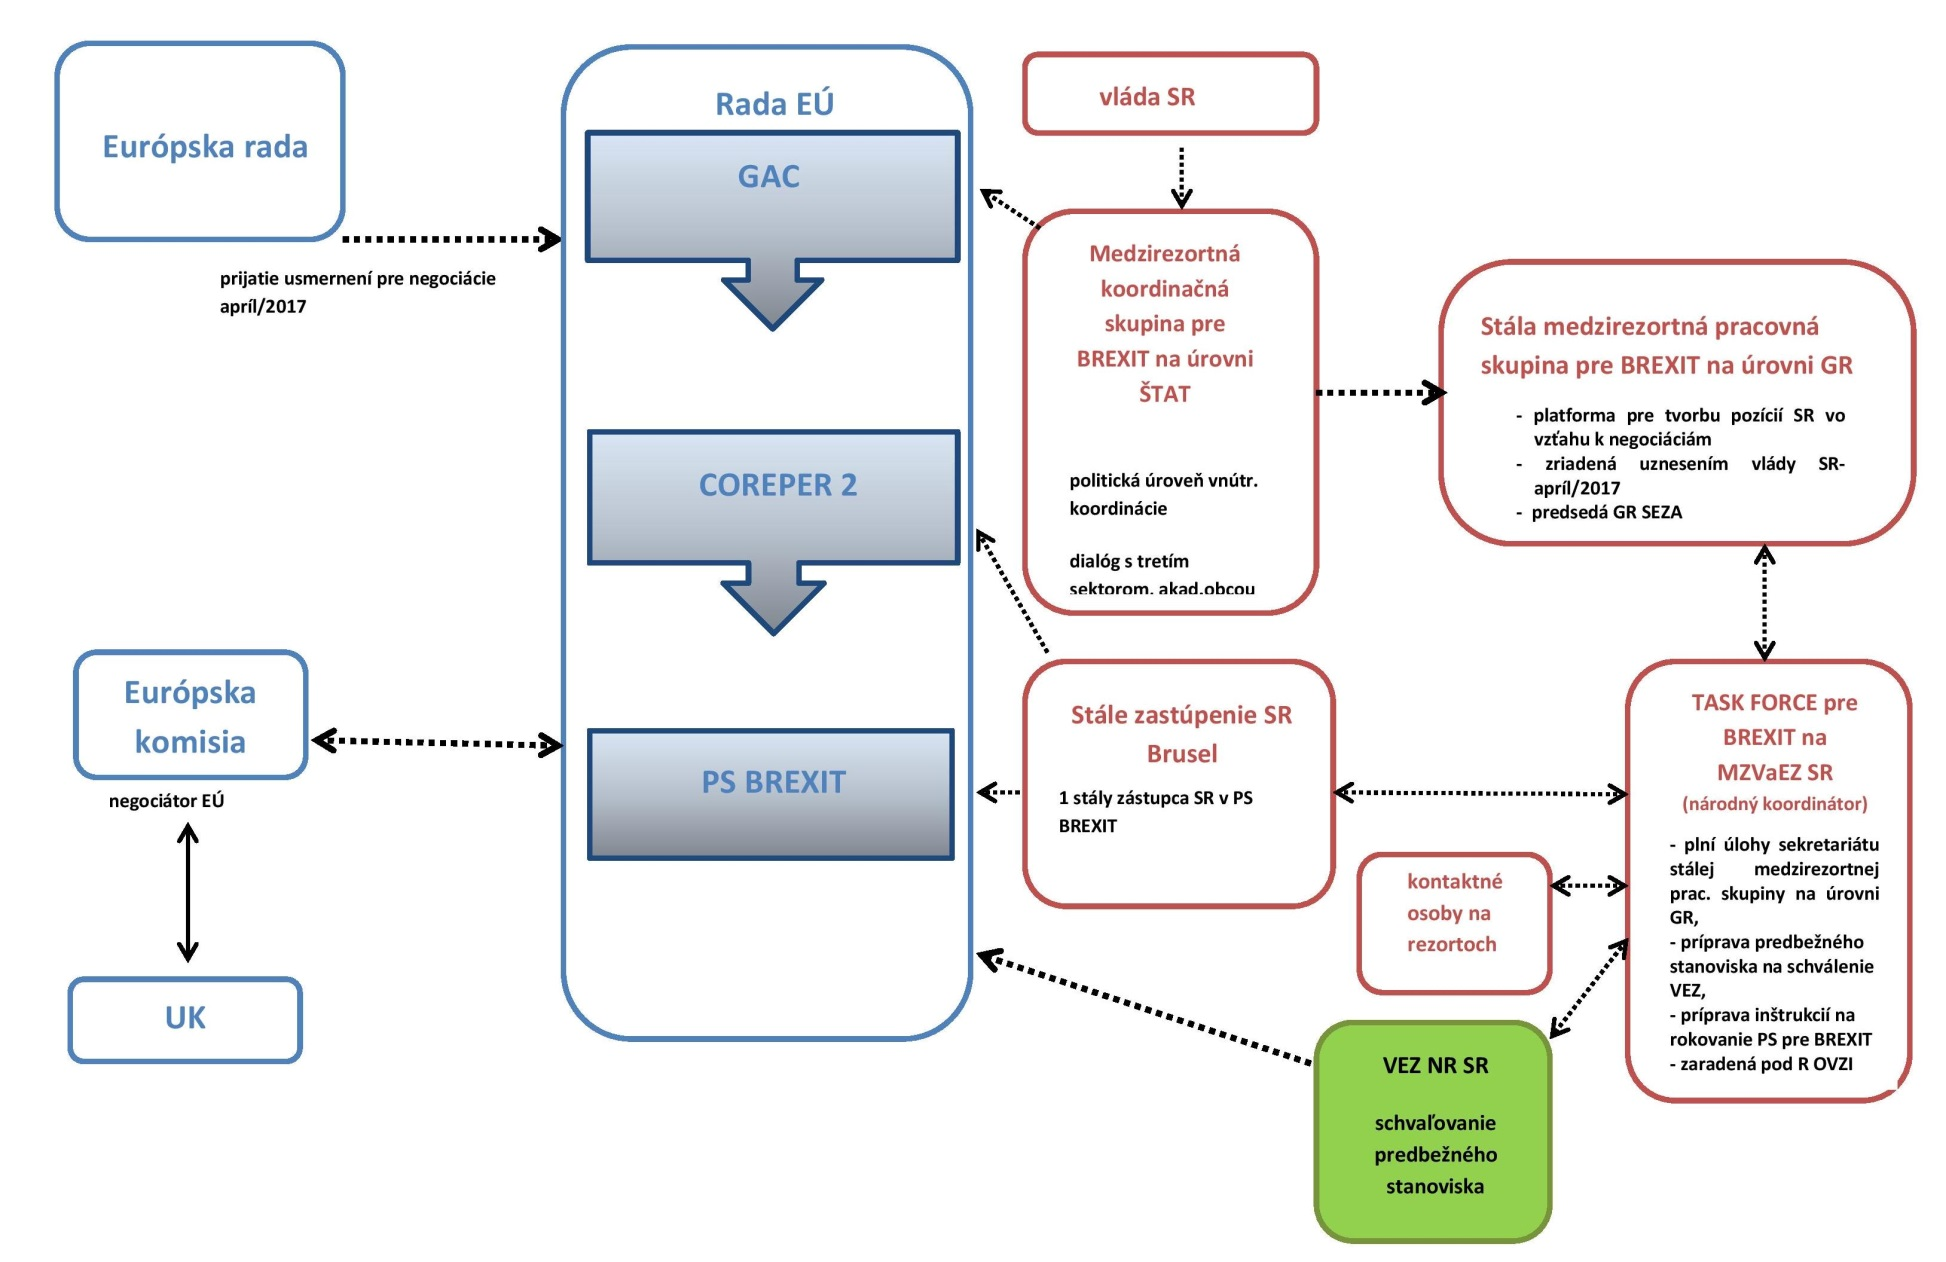 Európska rada
prijatie usmernení pre negociácie
apríl/2017
Rada EÚ
GAC
COREPER 2
PS BREXIT
Európska
komisia
negociátor EÚ
UK
vláda SR
Medzirezortná
koordinačná
skupina pre
BREXIT na úrovni
ŠTAT
politická úroveň vnútr.
koordinácie
dialóg s tretím
sektorom, akad.obcou
Stála medzirezortná pracovná
skupina pre BREXIT na úrovni GR
- platforma pre tvorbu pozícií SR vo
vzťahu k negociáciám
- zriadená uznesením vlády SR-
apríl/2017
- predsedá GR SEZA
Stále zastúpenie SR
Brusel
1 stály zástupca SR v PS
BREXIT
kontaktné
osoby na
rezortoch
TASK FORCE pre
BREXIT na
MZVaEZ SR
(národný koordinátor)
- plní úlohy sekretariátu
stálej medzirezortnej
prac. skupiny na úrovni
GR,
- príprava predbežného
stanoviska na schválenie
VEZ,
- príprava inštrukcií na
rokovanie PS pre BREXIT
- zaradená pod R OVZI
VEZ NR SR
schvaľovanie
predbežného
stanoviska